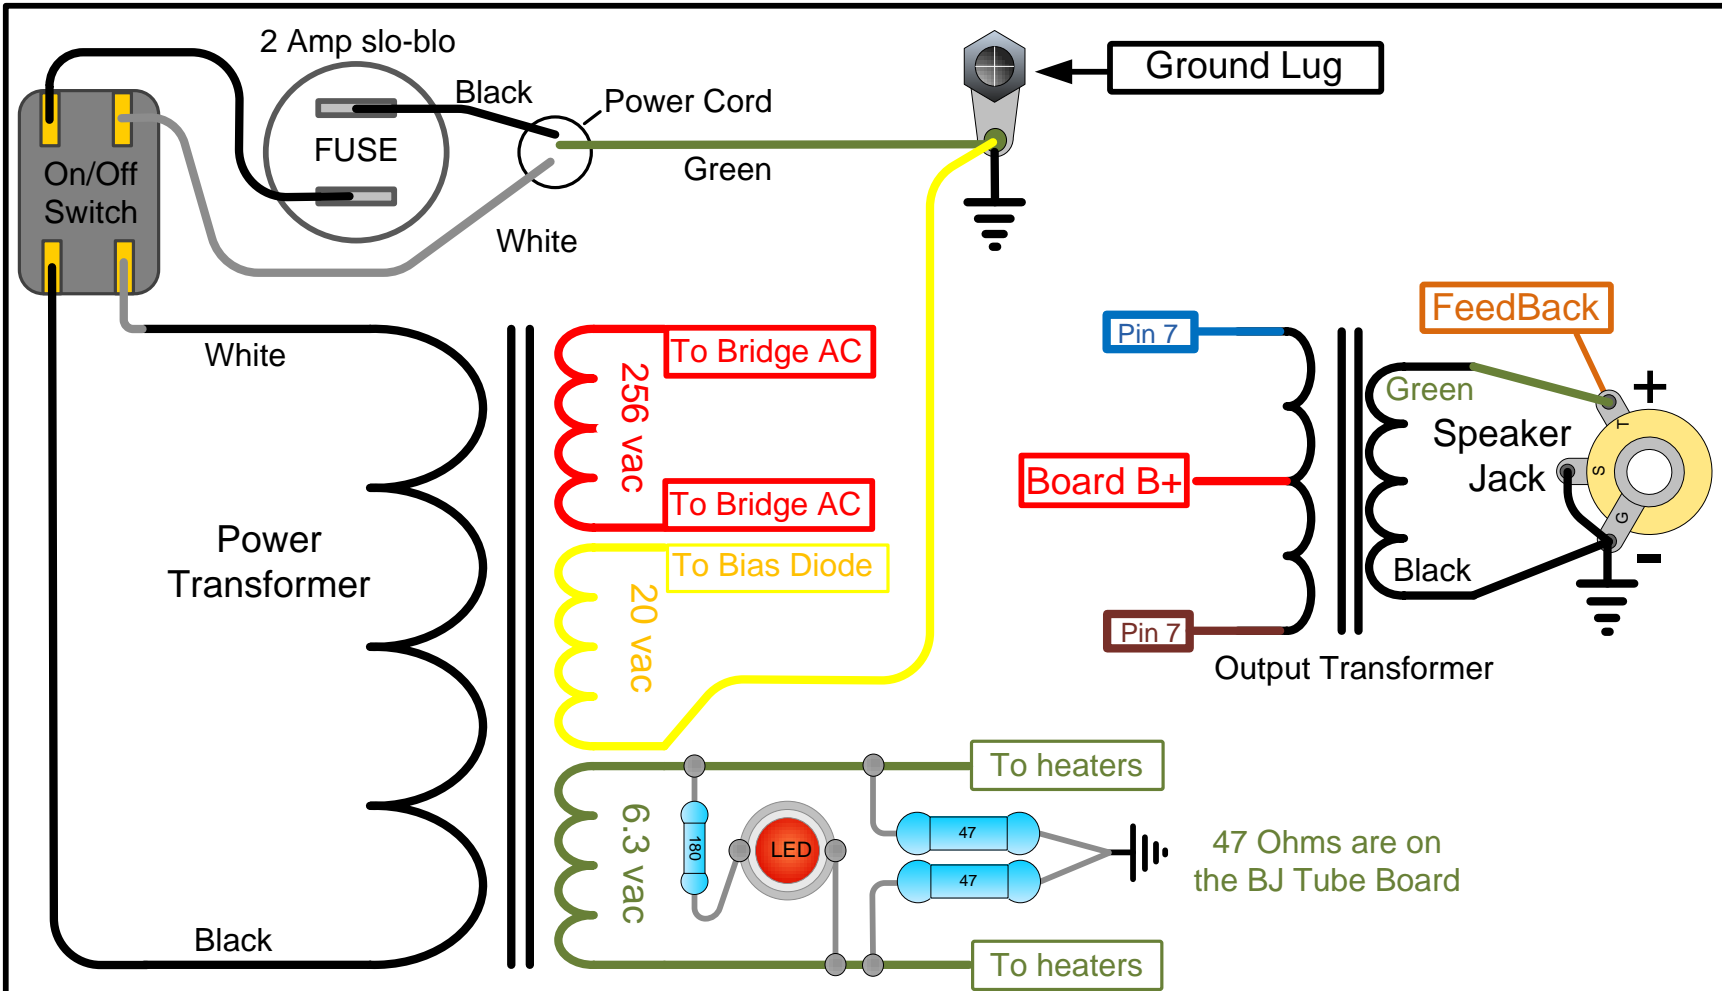 2 Amp slo-blo
Black
Power Cord
Ground Lug
FUSE
On/Off
Switch
Green
White
FeedBack
Pin 7
White
To Bridge AC
256 vac
Green
+
T
Speaker
Jack
S
Board B+
To Bridge AC
G
Power
Transformer
-
To Bias Diode
20 vac
Black
Pin 7
Output Transformer
To heaters
6.3 vac
180
LED
47
47
47 Ohms are on
the BJ Tube Board
Black
To heaters